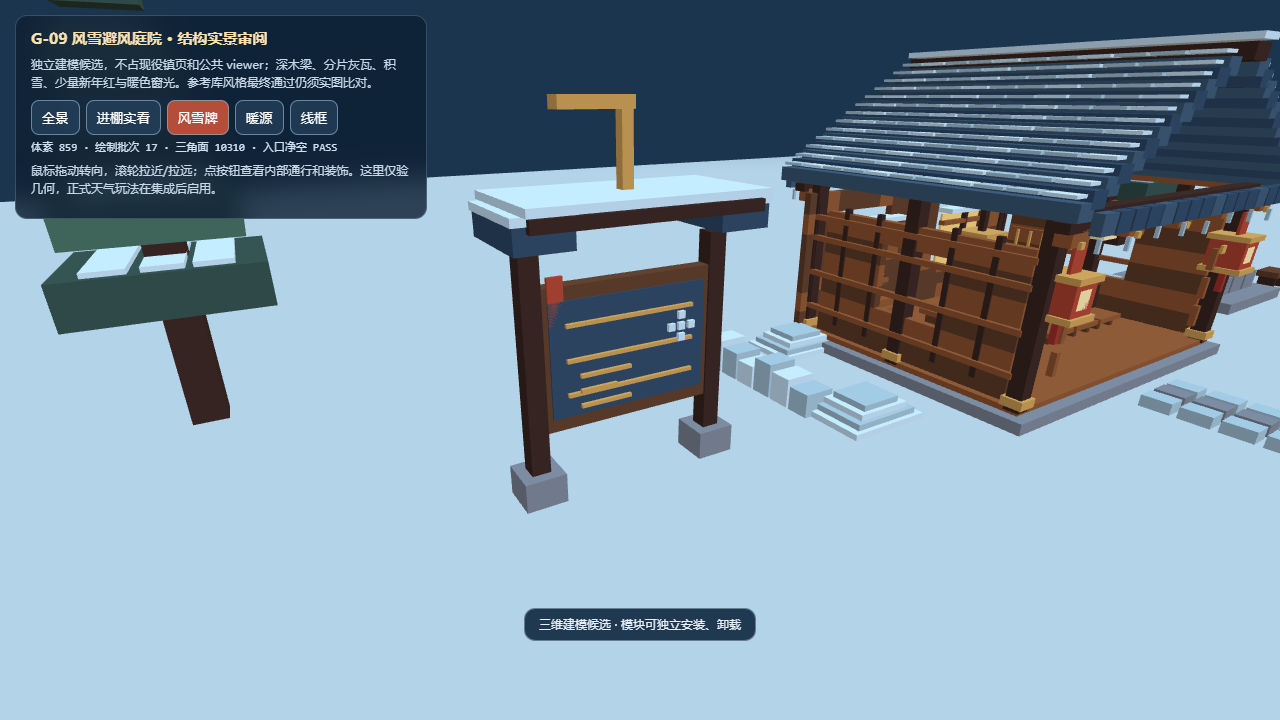 G-09 风雪避风庭院 • 结构实景审阅
独立建模候选，不占现役镇页和公共 viewer；深木梁、分片灰瓦、积
雪、少量新年红与暖色窗光。参考库风格最终通过仍须实图比对。
全景 进棚实看 风雪牌 暖源 线框
体素 859 · 绘制批次 17 · 三角面 10310 · 入口净空 PASS
鼠标拖动转向，滚轮拉近/拉远；点按钮查看内部通行和装饰。这里仅验
几何，正式天气玩法在集成后启用。
三维建模候选 · 模块可独立安装、卸载